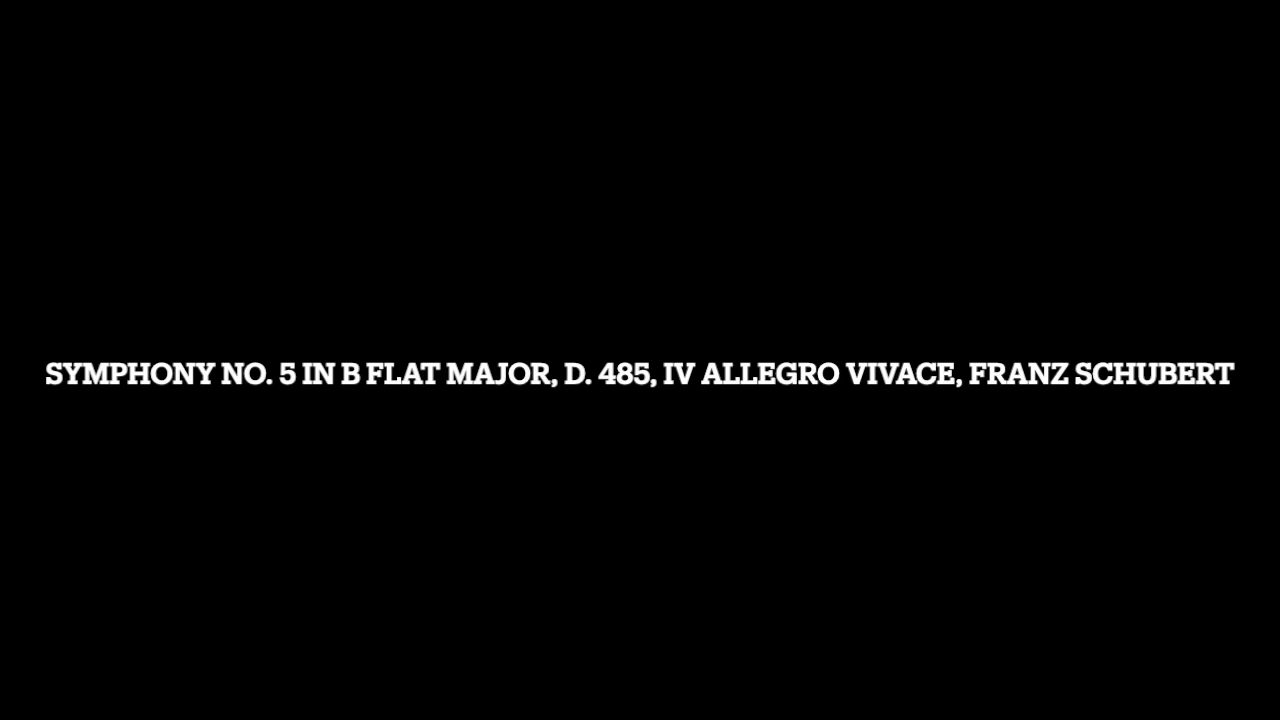 SYMPHONY NO. 5 IN B FLAT MAJOR, D. 485, IV ALLEGRO VIVACE, FRANZ SCHUBERT